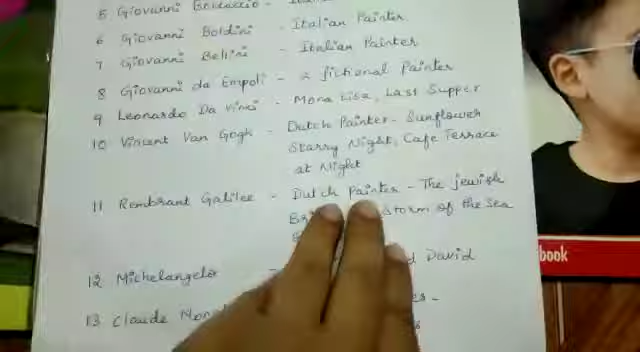 5 Giovanni
6 Giovanni Boldini - Italian Painter
7 Giovanni Belini - Italian Painter
8 Giovanni da Empoli - a fictional Painter
9 Leonardo Da Vinci - Mona Lisa, Last Supper
10 Vincent Van Gogh - Dutch Painter - Sunflower
Starry Night, Cafe Terrace
at Night
11 Rembrant Galilee - Dutch Painter - The jewish
storm of the Sea
12 Michelangelo - David
13 Claude
book